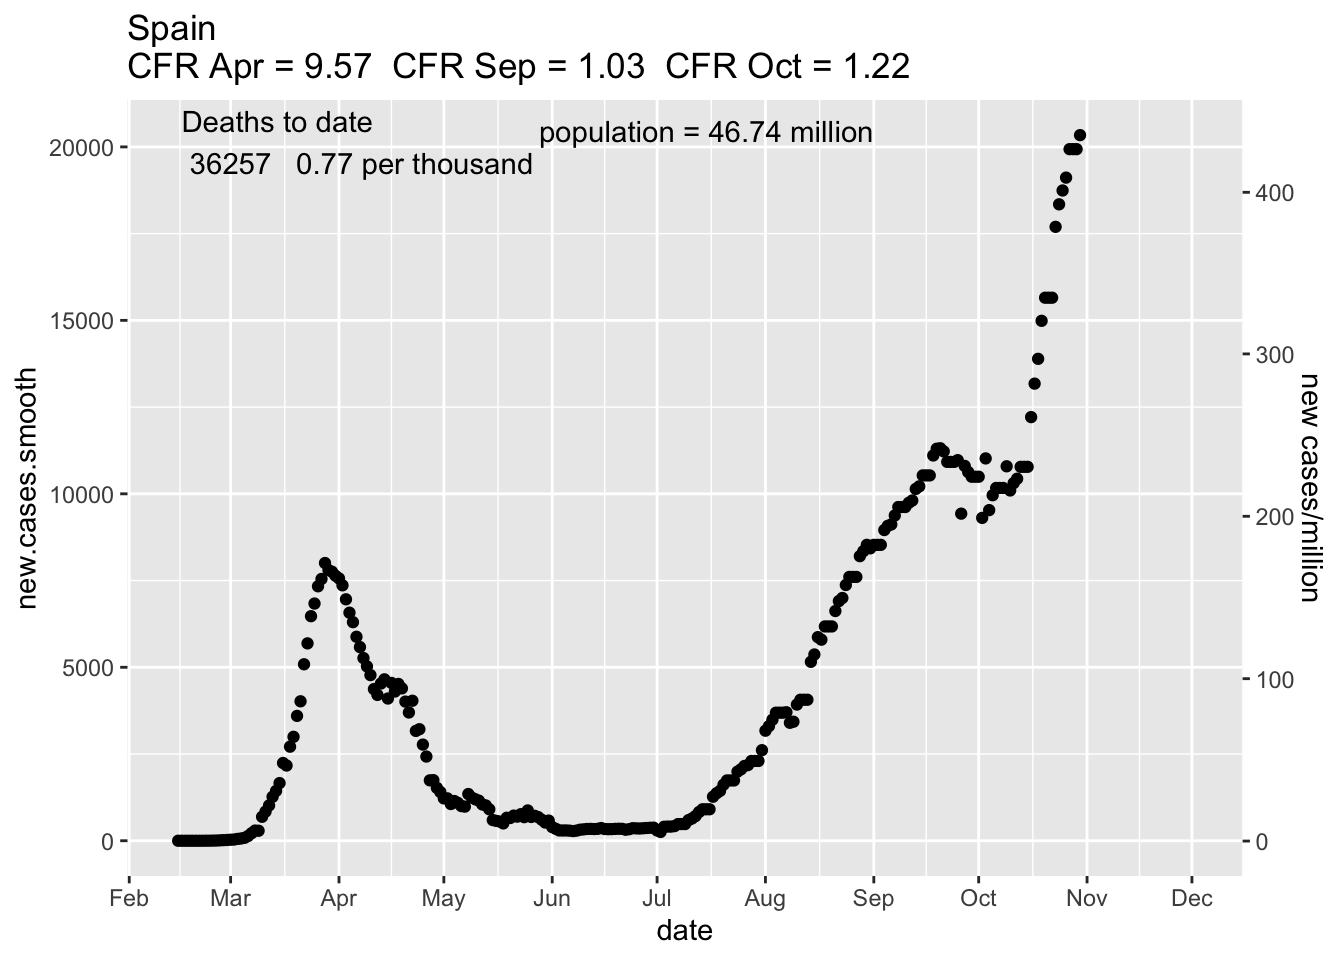 Spain
CFR Apr = 9.57  CFR Sep = 1.03  CFR Oct = 1.22
Deaths to date
36257   0.77 per thousand
population = 46.74 million
20000
15000
10000
5000
0
new.cases.smooth
400
300
200
100
0
new cases/million
Feb Mar Apr May Jun Jul Aug Sep Oct Nov Dec
date